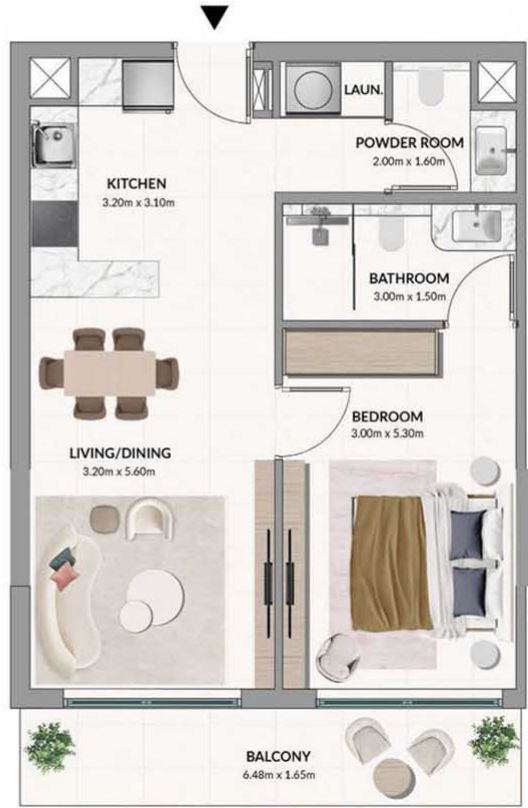 LAUN.
POWDER ROOM
2.00m x 1.60m
KITCHEN
3.20m x 3.10m
BATHROOM
3.00m x 1.50m
BEDROOM
3.00m x 5.30m
LIVING/DINING
3.20m x 5.60m
BALCONY
6.48m x 1.65m